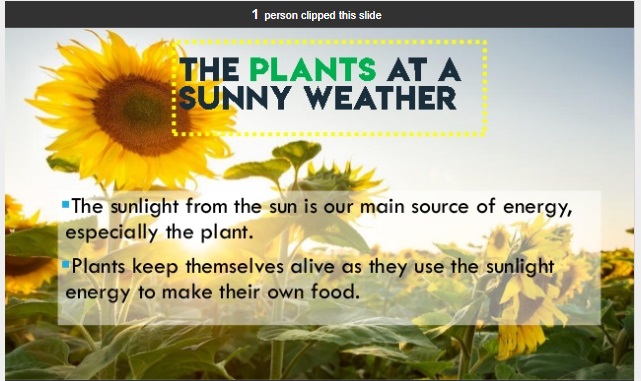 1 person clipped this slide
THE PLANTS AT A
SUNNY WEATHER
▪The sunlight from the sun is our main source of energy,
especially the plant.
▪Plants keep themselves alive as they use the sunlight
energy to make their own food.